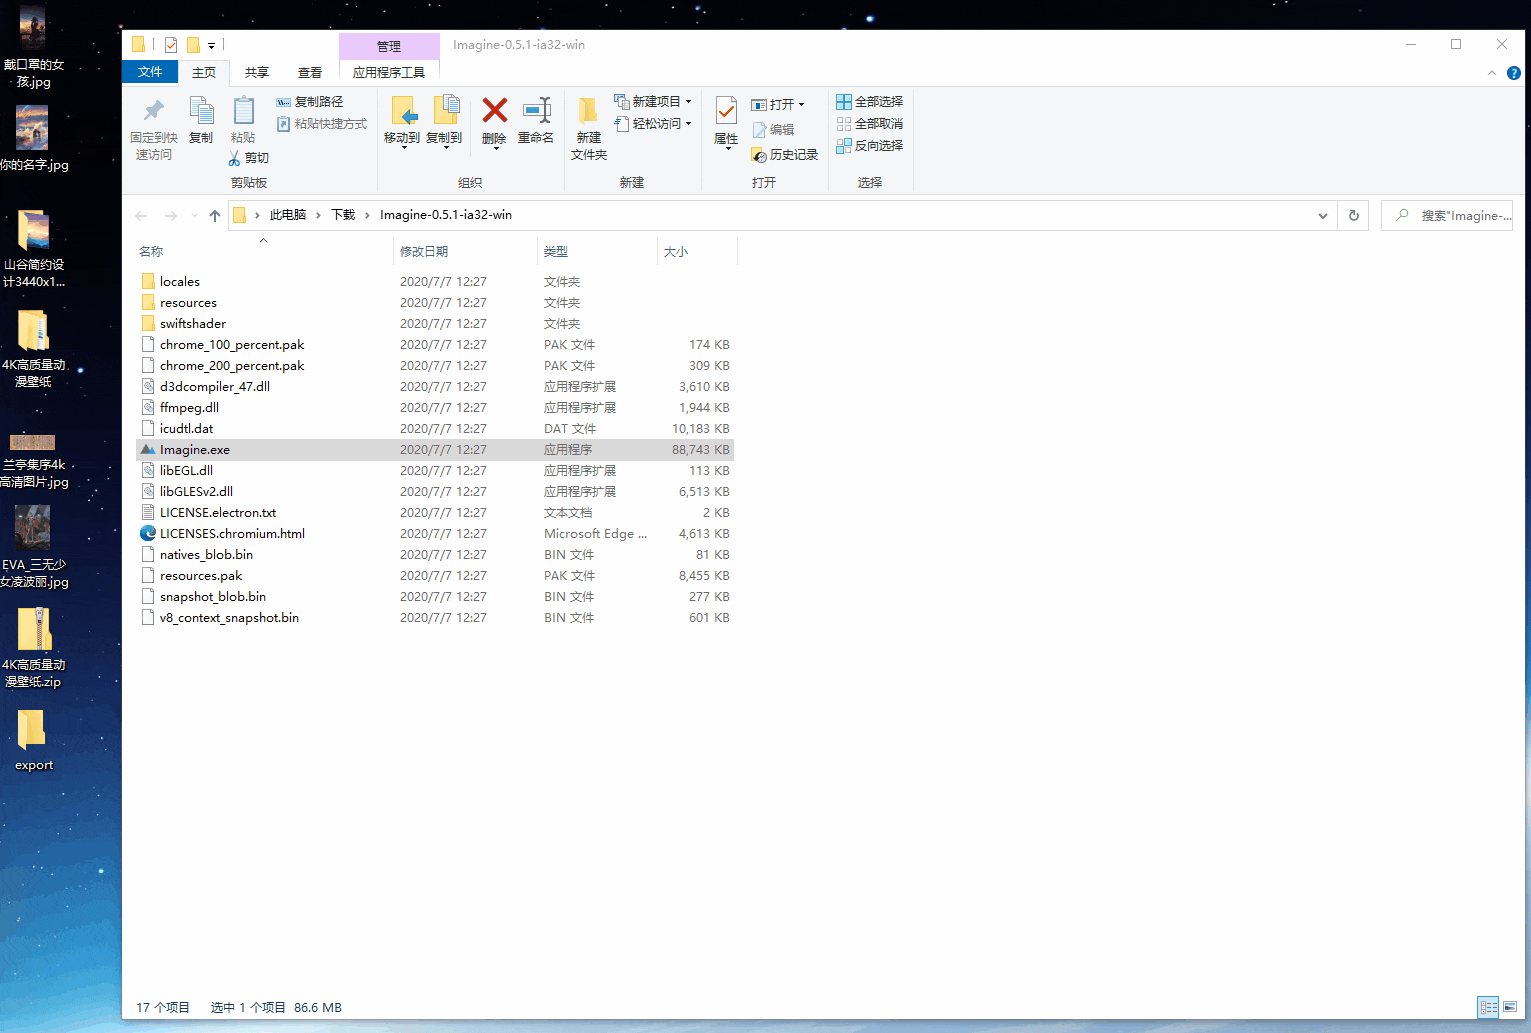 戴口罩的女
孩.jpg
你的名字.jpg
山谷简约设
计3440x1...
4K高质量动
漫壁纸
兰亭集序4k
高清图片.jpg
EVA_三无少
女凌波丽.jpg
4K高质量动
漫壁纸.zip
export
管理 Imagine-0.5.1-ia32-win
文件 主页 共享 查看 应用程序工具
固定到快
速访问
复制
粘贴
复制路径
粘贴快捷方式
剪切
剪贴板
移动到 复制到 删除 重命名
组织
新建
文件夹
新建项目
轻松访问
新建
属性
打开
编辑
历史记录
打开
全部选择
全部取消
反向选择
选择
此电脑 下载 Imagine-0.5.1-ia32-win
搜索"Imagine-...
名称 修改日期 类型 大小
locales 2020/7/7 12:27 文件夹
resources 2020/7/7 12:27 文件夹
swiftshader 2020/7/7 12:27 文件夹
chrome_100_percent.pak 2020/7/7 12:27 PAK 文件 174 KB
chrome_200_percent.pak 2020/7/7 12:27 PAK 文件 309 KB
d3dcompiler_47.dll 2020/7/7 12:27 应用程序扩展 3,610 KB
ffmpeg.dll 2020/7/7 12:27 应用程序扩展 1,944 KB
icudtl.dat 2020/7/7 12:27 DAT 文件 10,183 KB
Imagine.exe 2020/7/7 12:27 应用程序 88,743 KB
libEGL.dll 2020/7/7 12:27 应用程序扩展 113 KB
libGLESv2.dll 2020/7/7 12:27 应用程序扩展 6,513 KB
LICENSE.electron.txt 2020/7/7 12:27 文本文档 2 KB
LICENSES.chromium.html 2020/7/7 12:27 Microsoft Edge ... 4,613 KB
natives_blob.bin 2020/7/7 12:27 BIN 文件 81 KB
resources.pak 2020/7/7 12:27 PAK 文件 8,455 KB
snapshot_blob.bin 2020/7/7 12:27 BIN 文件 277 KB
v8_context_snapshot.bin 2020/7/7 12:27 BIN 文件 601 KB
17 个项目 选中 1 个项目 86.6 MB